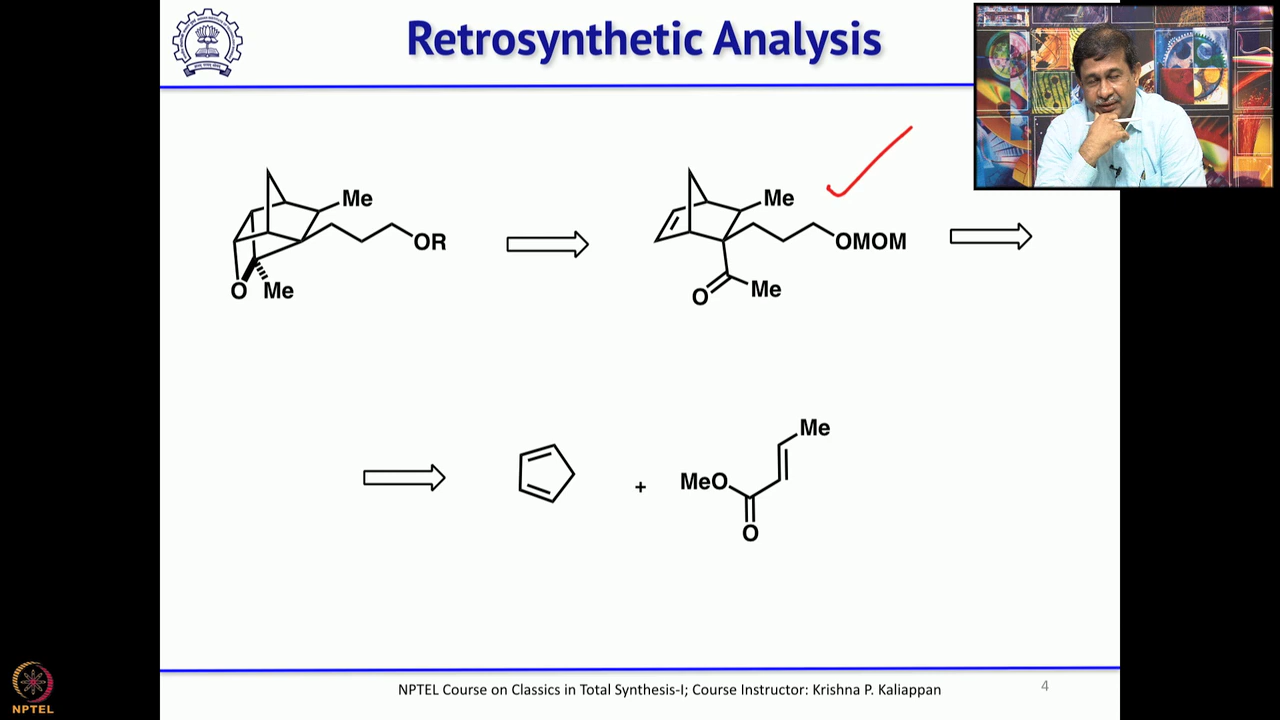 Retrosynthetic Analysis
Me
OR
O Me
Me
OMOM
O
Me
Me
MeO
+
O
NPTEL Course on Classics in Total Synthesis-I; Course Instructor: Krishna P. Kaliappan
4
NPTEL